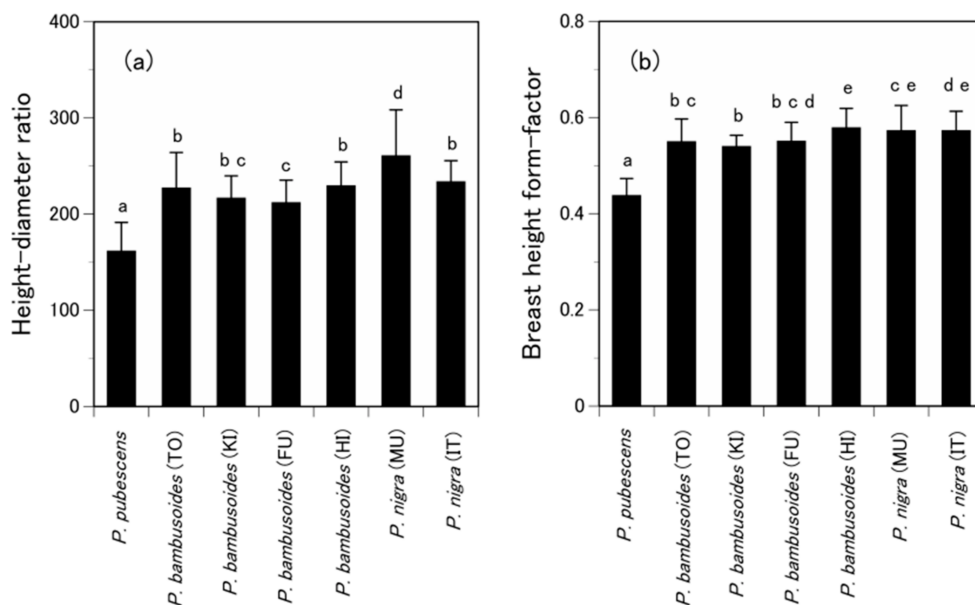 (a)
Height-diameter ratio
400
300
200
100
0
a
b
b c
c
b
d
b
P. pubescens
P. bambusoides (TO)
P. bambusoides (KI)
P. bambusoides (FU)
P. bambusoides (HI)
P. nigra (MU)
P. nigra (IT)
(b)
Breast height form-factor
0.8
0.6
0.4
0.2
0
a
b c
b
b c d
e
c e
d e
P. pubescens
P. bambusoides (TO)
P. bambusoides (KI)
P. bambusoides (FU)
P. bambusoides (HI)
P. nigra (MU)
P. nigra (IT)